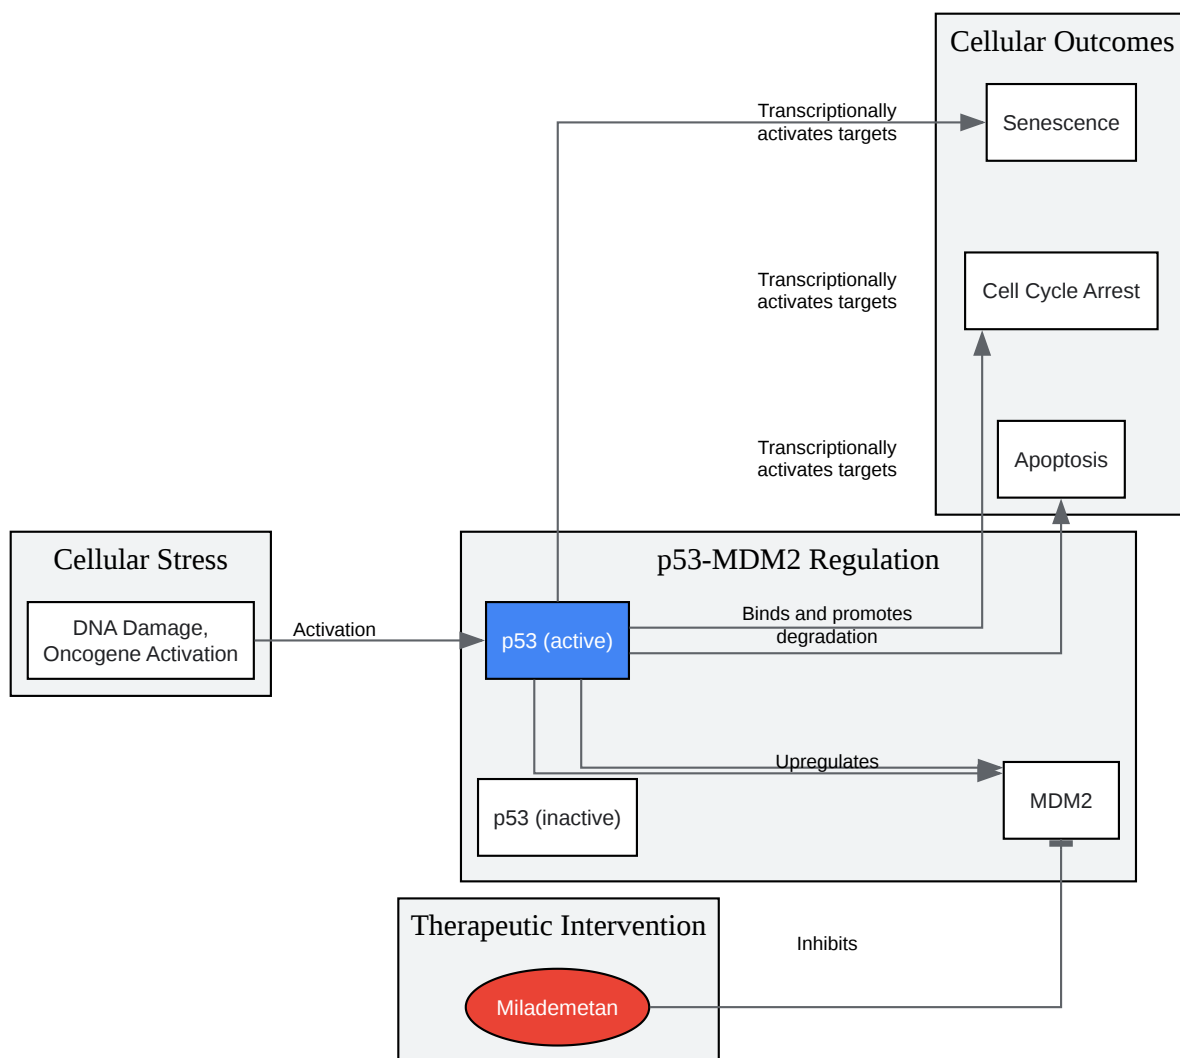 Cellular Outcomes
Transcriptionally
activates targets
Senescence
Transcriptionally
activates targets
Cell Cycle Arrest
Transcriptionally
activates targets
Apoptosis
Cellular Stress
DNA Damage,
Oncogene Activation
Activation
p53-MDM2 Regulation
p53 (active)
Binds and promotes
degradation
Upregulates
p53 (inactive)
MDM2
Therapeutic Intervention
Inhibits
Milademetan